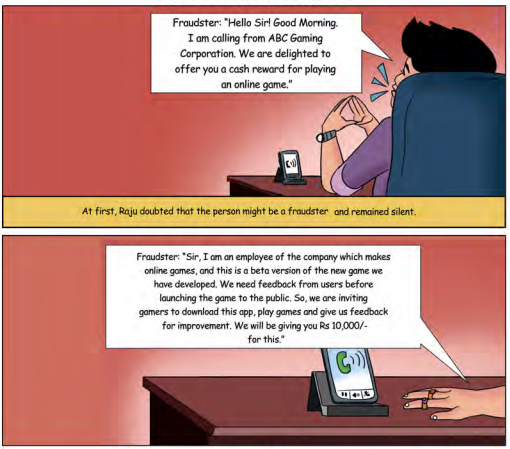 Fraudster: "Hello Sir! Good Morning.
I am calling from ABC Gaming
Corporation. We are delighted to
offer you a cash reward for playing
an online game."
At first, Raju doubted that the person might be a fraudster and remained silent.
Fraudster: "Sir, I am an employee of the company which makes
online games, and this is a beta version of the new game we
have developed. We need feedback from users before
launching the game to the public. So, we are inviting
gamers to download this app, play games and give us feedback
for improvement. We will be giving you Rs 10,000/-
for this."